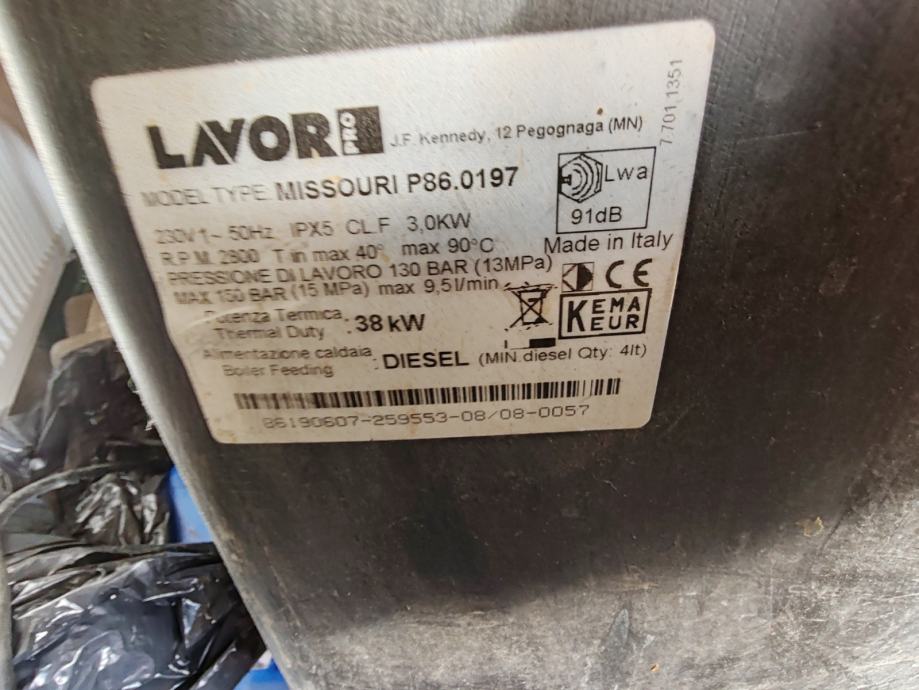 LAVOR PRO J.F. Kennedy, 12 Pegognaga (MN)
7.701.1351
MODEL TYPE MISSOURI P86.0197
Lwa
91dB
230V 1~ 50Hz IPX5 CL.F 3,0KW
R.P.M. 2800 T in max 40° max 90°C
Made in Italy
PRESSIONE DI LAVORO 130 BAR (13MPa)
CE
MAX 150 BAR (15 MPa) max 9,5l/min
KEMA
KEUR
Potenza Termica
Thermal Duty : 38 kW
Alimentazione caldaia
Boiler Feeding : DIESEL (MIN.diesel Qty: 4lt)
86190607-259553-08/08-0057